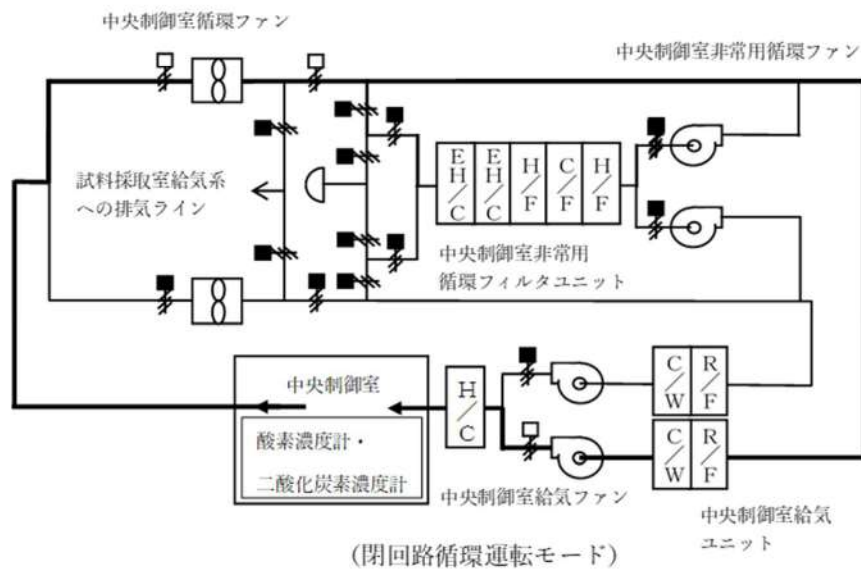 中央制御室循環ファン
中央制御室非常用循環ファン
試料採取室給気系
への排気ライン
EH/C
EH/C
H/F
C/F
H/F
中央制御室非常用
循環フィルタユニット
中央制御室
酸素濃度計・
二酸化炭素濃度計
H/C
C/W
R/F
C/W
R/F
中央制御室給気ファン
中央制御室給気
ユニット
(閉回路循環運転モード)